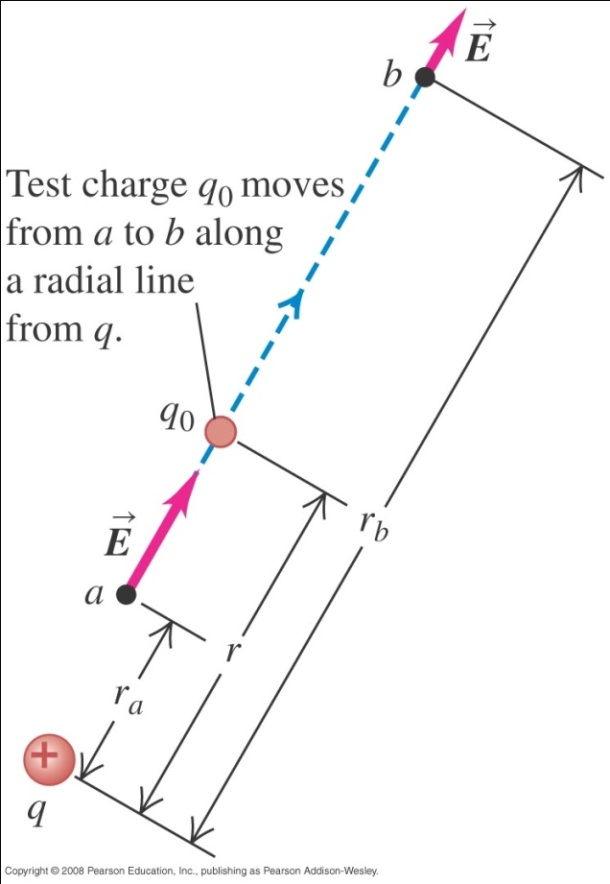 E
b
Test charge q0 moves
from a to b along
a radial line
from q.
q0
rb
E
a
r
ra
+
q
Copyright © 2008 Pearson Education, Inc., publishing as Pearson Addison-Wesley.